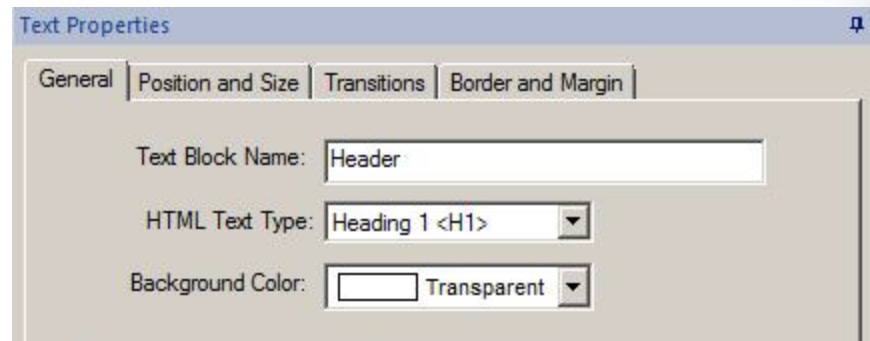 Text Properties
General Position and Size Transitions Border and Margin
Text Block Name: Header
HTML Text Type: Heading 1 <H1>
Background Color: Transparent